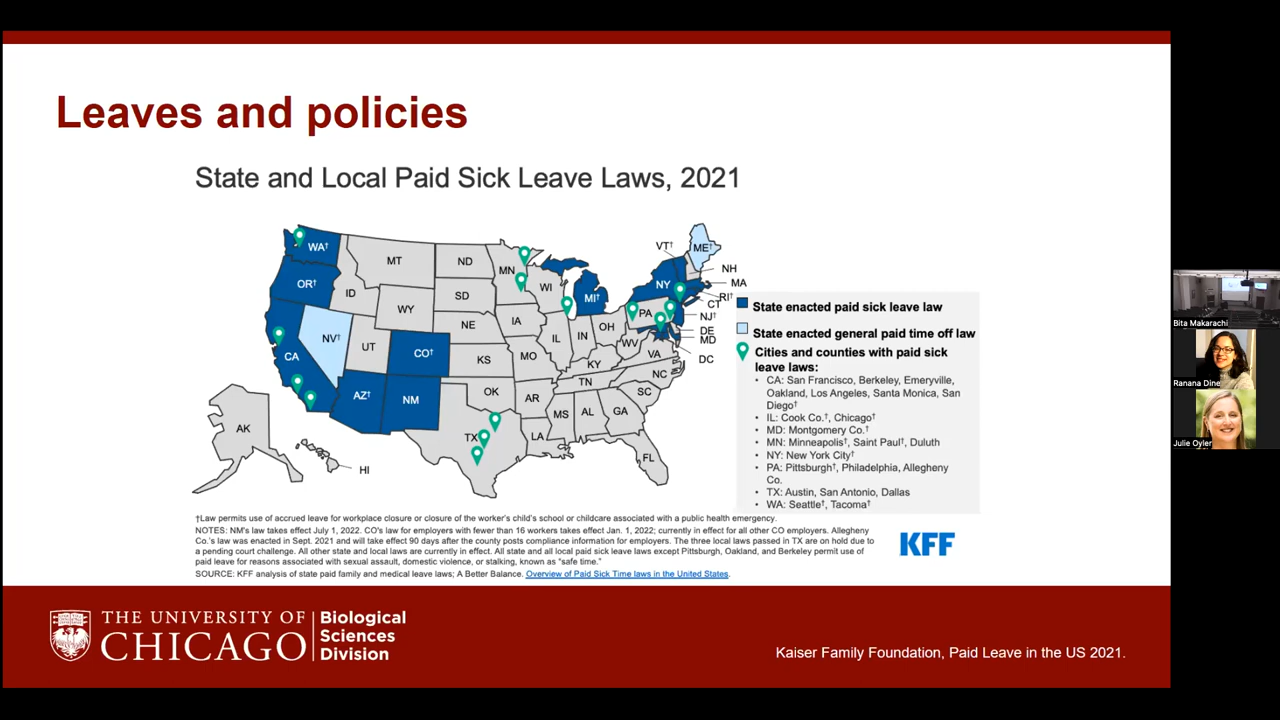 Leaves and policies
State and Local Paid Sick Leave Laws, 2021
WA†
MT
ND
MN
VT†
ME†
NH
MA
OR†
ID
SD
WI
MI†
NY
RI†
CT
WY
NE
IA
PA
NJ†
DE
MD
DC
NV†
UT
CO†
KS
MO
IL
IN
OH
WV
VA
KY
CA
AZ†
NM
OK
AR
TN
NC
SC
MS
AL
GA
TX
LA
FL
AK
HI
State enacted paid sick leave law
State enacted general paid time off law
Cities and counties with paid sick
leave laws:
• CA: San Francisco, Berkeley, Emeryville,
Oakland, Los Angeles, Santa Monica, San
Diego†
• IL: Cook Co.†, Chicago†
• MD: Montgomery Co.†
• MN: Minneapolis†, Saint Paul†, Duluth
• NY: New York City†
• PA: Pittsburgh†, Philadelphia, Allegheny
Co.
• TX: Austin, San Antonio, Dallas
• WA: Seattle†, Tacoma†
†Law permits use of accrued leave for workplace closure or closure of the worker's child's school or childcare associated with a public health emergency.
NOTES: NM's law takes effect July 1, 2022. CO's law for employers with fewer than 16 workers takes effect Jan. 1, 2022; currently in effect for all other CO employers. Allegheny
Co.'s law was enacted in Sept. 2021 and will take effect 90 days after the county posts compliance information for employers. The three local laws passed in TX are on hold due to
a pending court challenge. All other state and local laws are currently in effect. All state and all local paid sick leave laws except Pittsburgh, Oakland, and Berkeley permit use of
paid leave for reasons associated with sexual assault, domestic violence, or stalking, known as "safe time."
SOURCE: KFF analysis of state paid family and medical leave laws; A Better Balance. Overview of Paid Sick Time laws in the United States.
KFF
THE UNIVERSITY OF
CHICAGO
Biological
Sciences
Division
Kaiser Family Foundation, Paid Leave in the US 2021.
Bita Makarachi
Ranana Dine
Julie Oyler